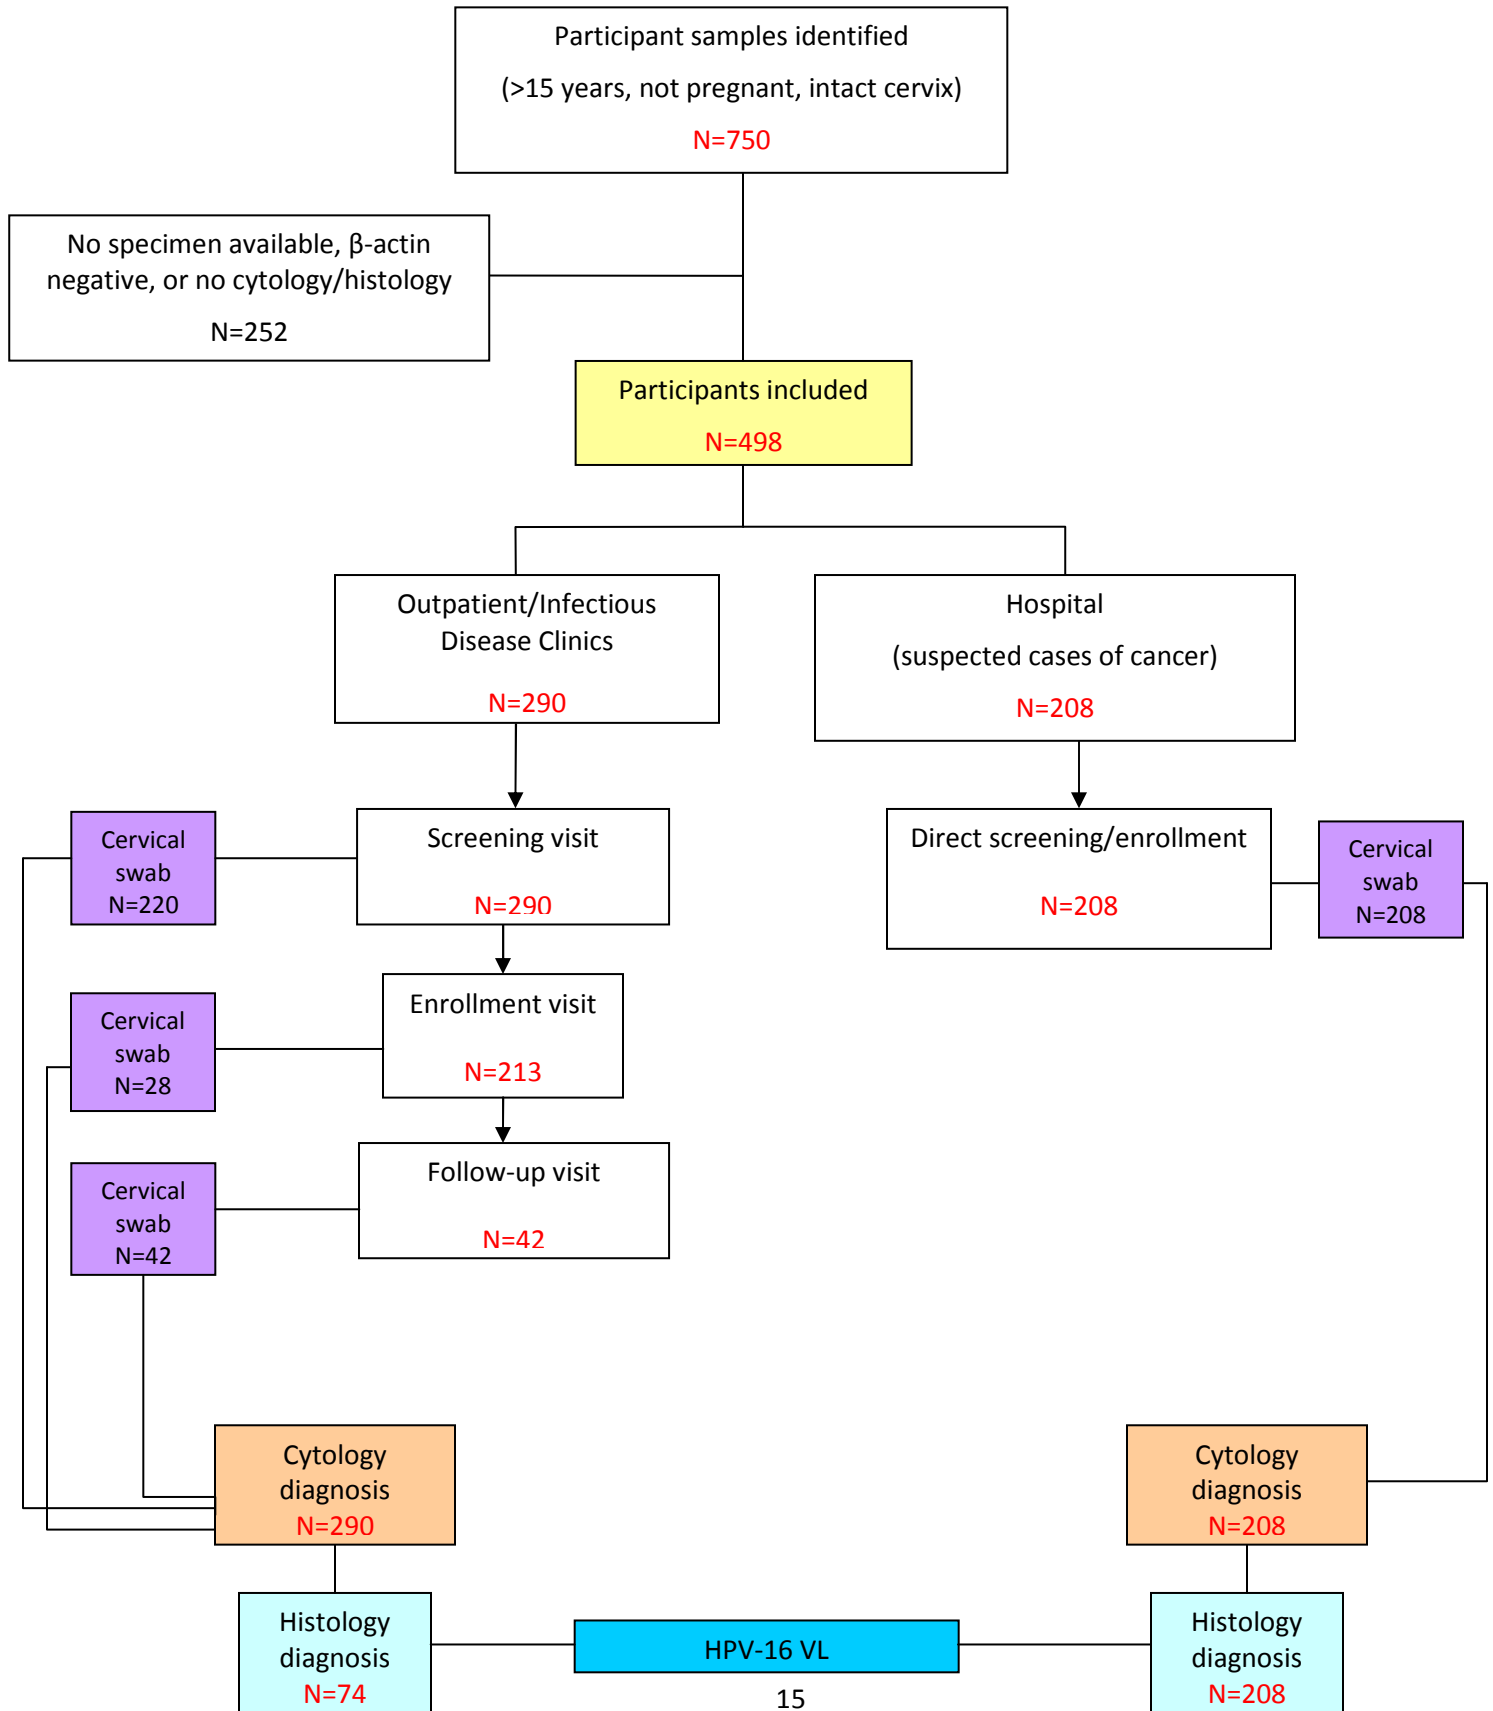 Participant samples identified
(>15 years, not pregnant, intact cervix)
N=750
No specimen available, β-actin
negative, or no cytology/histology
N=252
Participants included
N=498
Outpatient/Infectious
Disease Clinics
N=290
Hospital
(suspected cases of cancer)
N=208
Cervical
swab
N=220
Screening visit
N=290
Direct screening/enrollment
N=208
Cervical
swab
N=208
Cervical
swab
N=28
Enrollment visit
N=213
Cervical
swab
N=42
Follow-up visit
N=42
Cytology
diagnosis
N=290
Cytology
diagnosis
N=208
Histology
diagnosis
N=74
HPV-16 VL
Histology
diagnosis
N=208
15